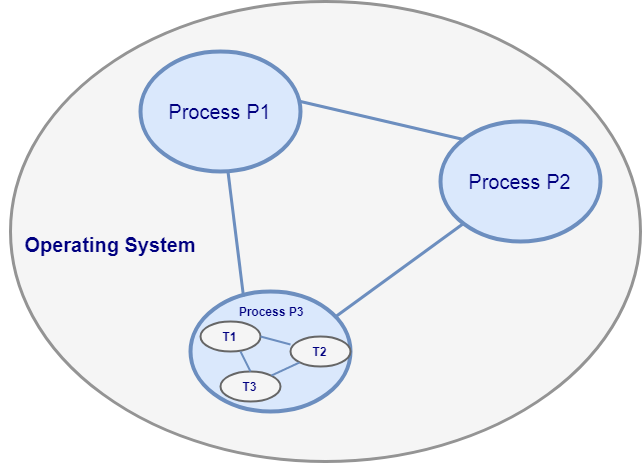 Process P1
Process P2
Operating System
Process P3
T1
T2
T3